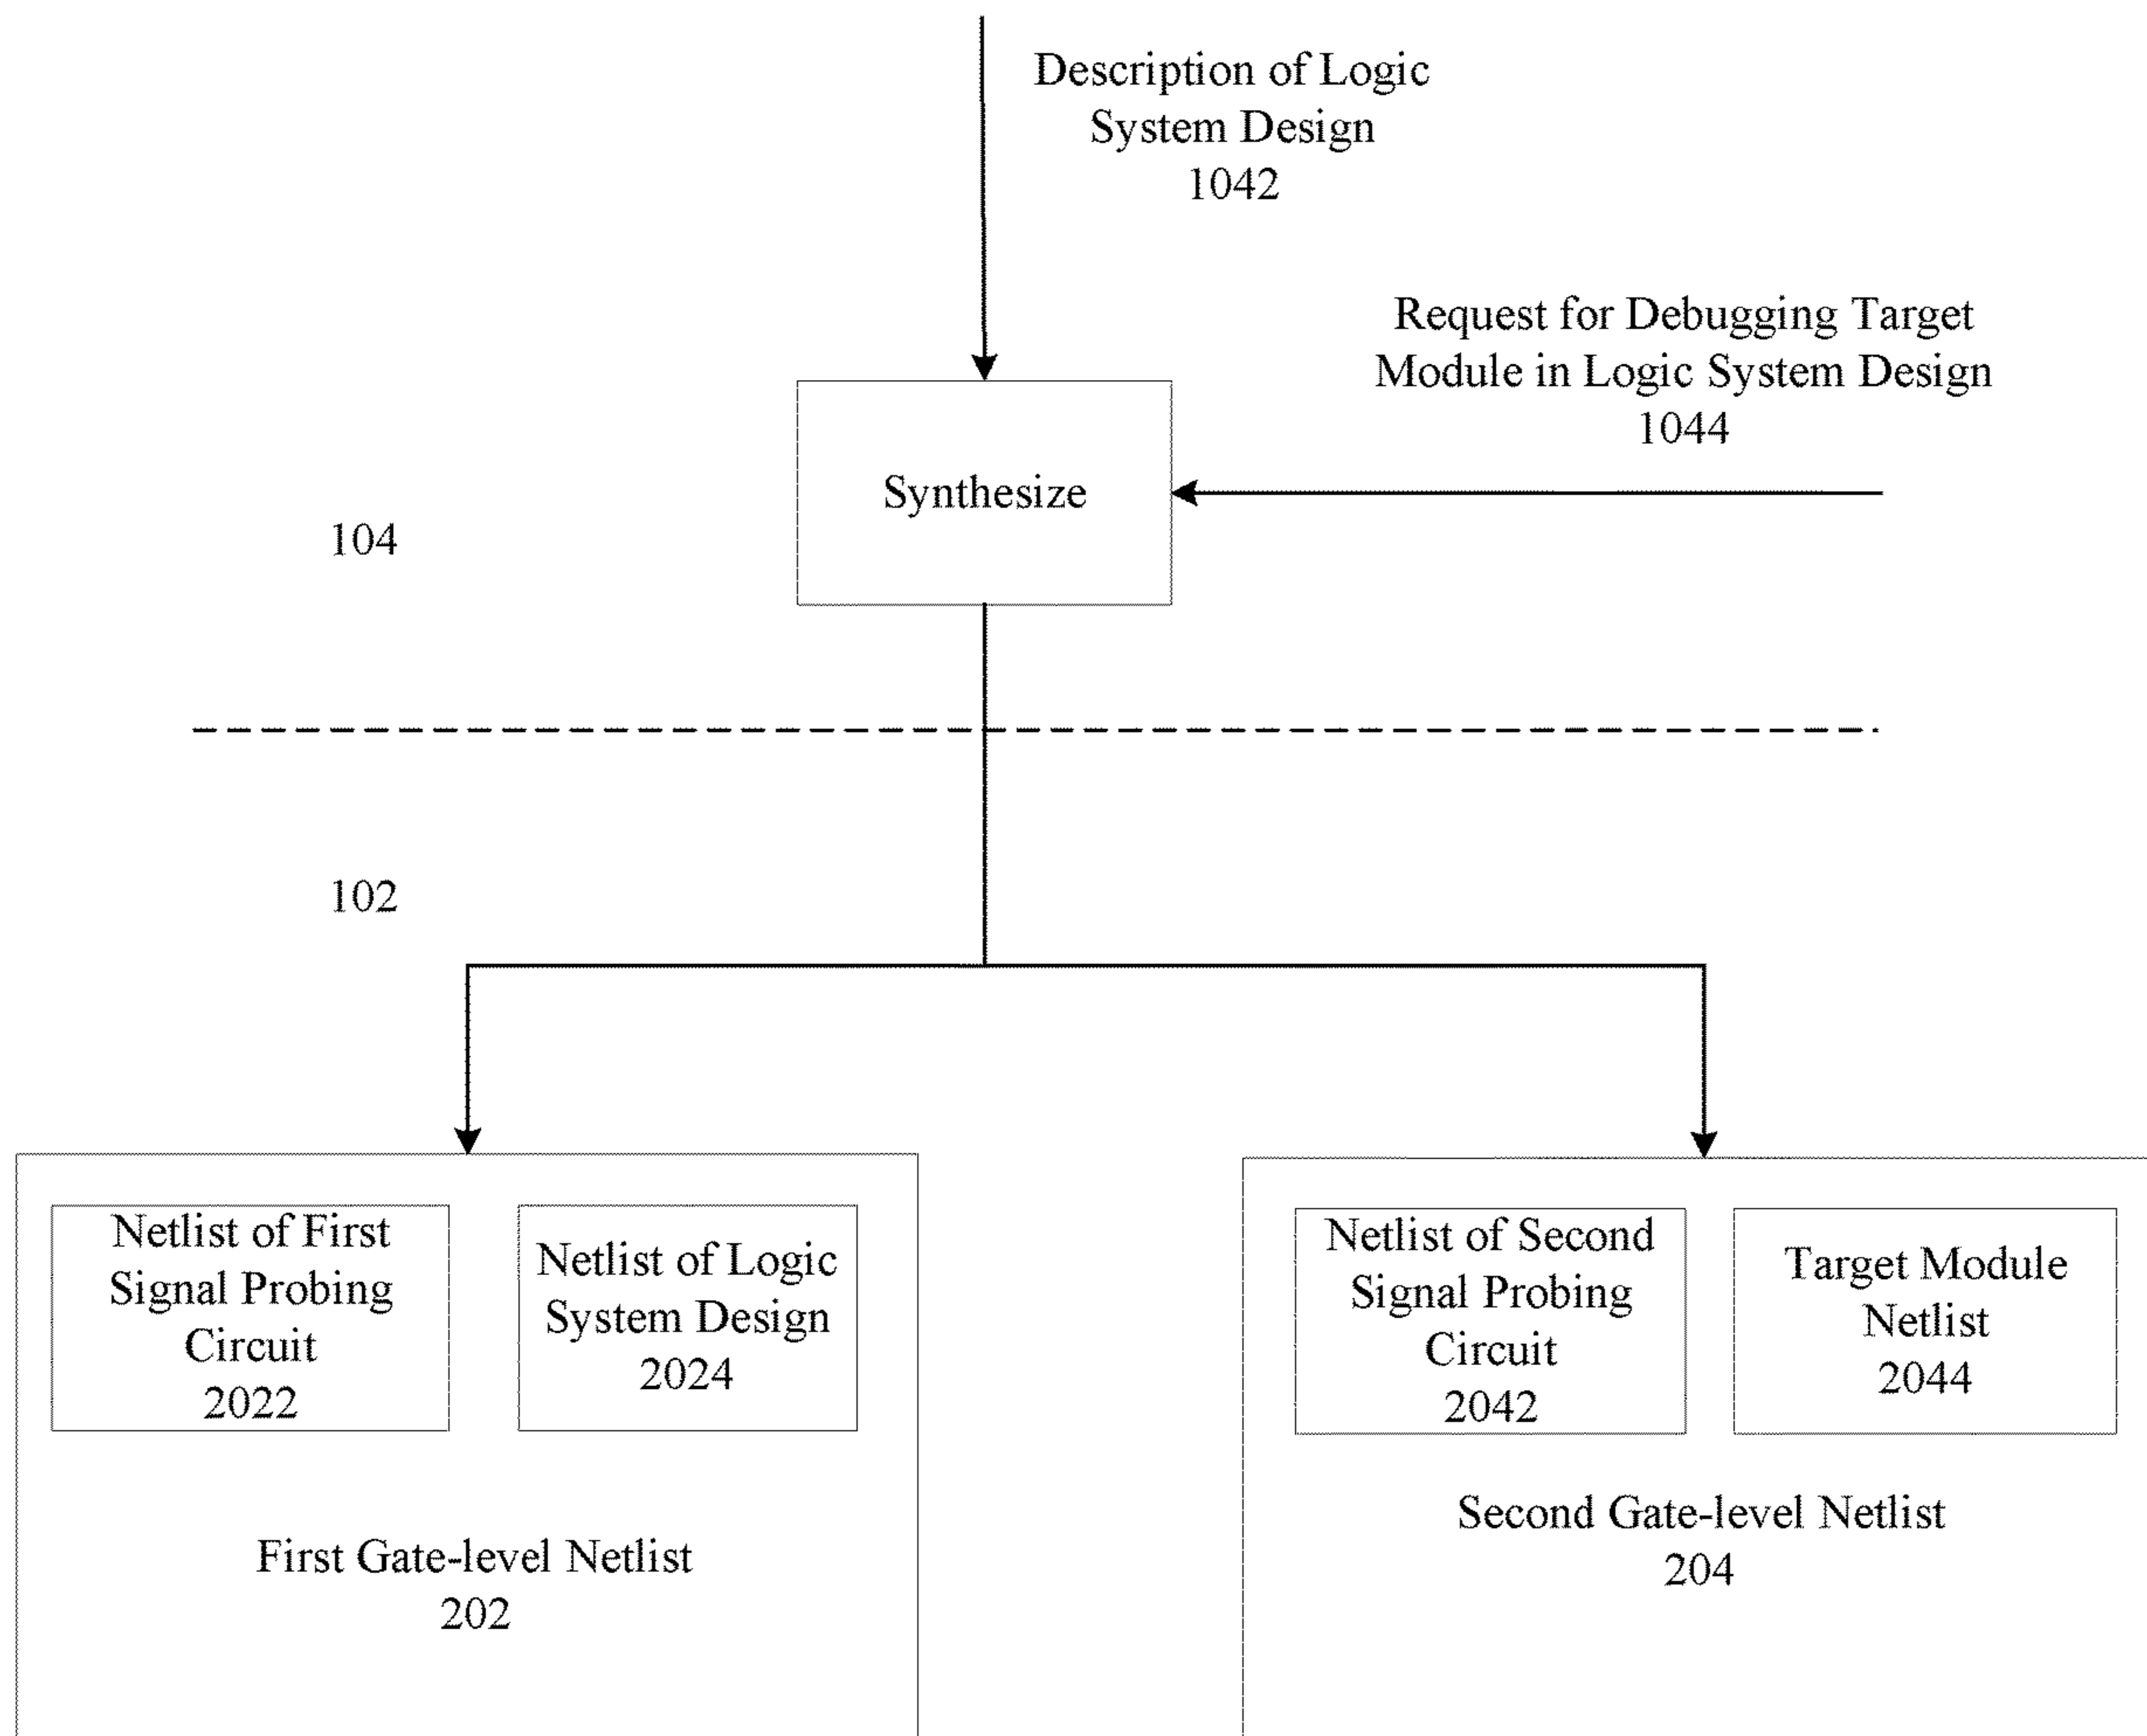 Description of Logic
System Design
1042
Request for Debugging Target
Module in Logic System Design
1044
Synthesize
104
102
Netlist of First
Signal Probing
Circuit
2022
Netlist of Logic
System Design
2024
First Gate-level Netlist
202
Netlist of Second
Signal Probing
Circuit
2042
Target Module
Netlist
2044
Second Gate-level Netlist
204